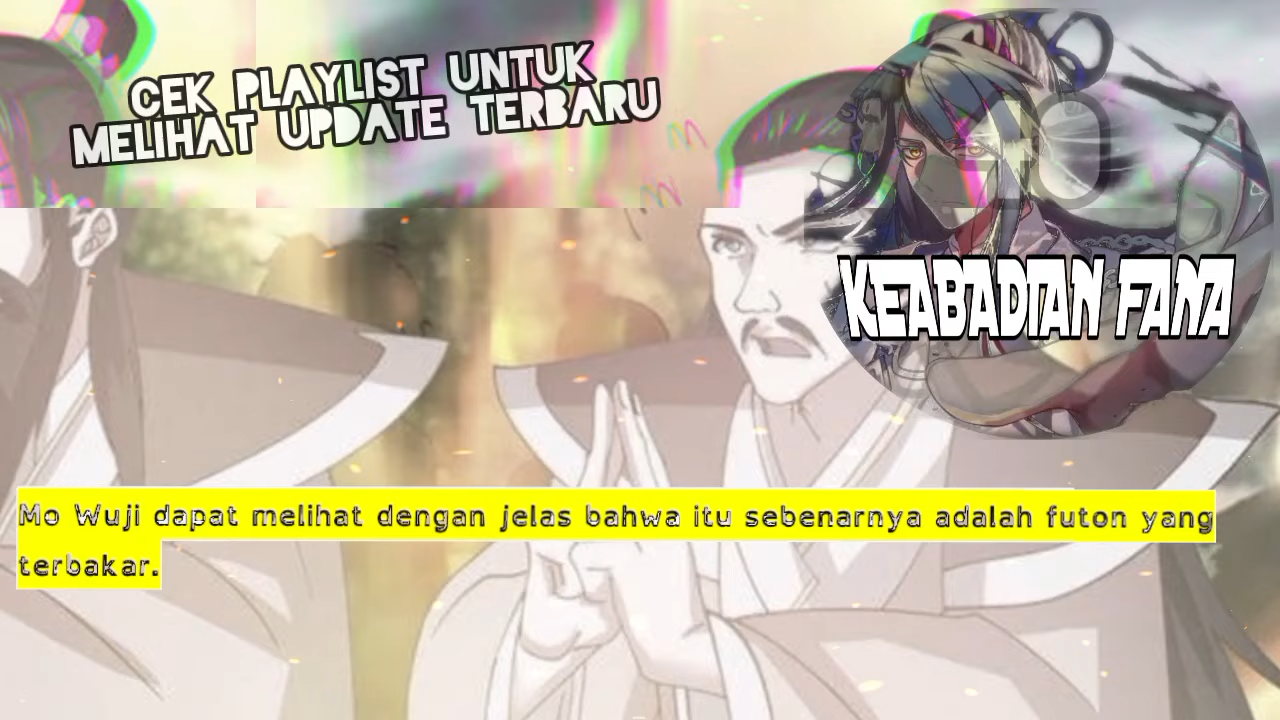 CEK PLAYLIST UNTUK
MELIHAT UPDATE TERBARU
KEABADIAN FANA
Mo Wuji dapat melihat dengan jelas bahwa itu sebenarnya adalah futon yang
terbakar.